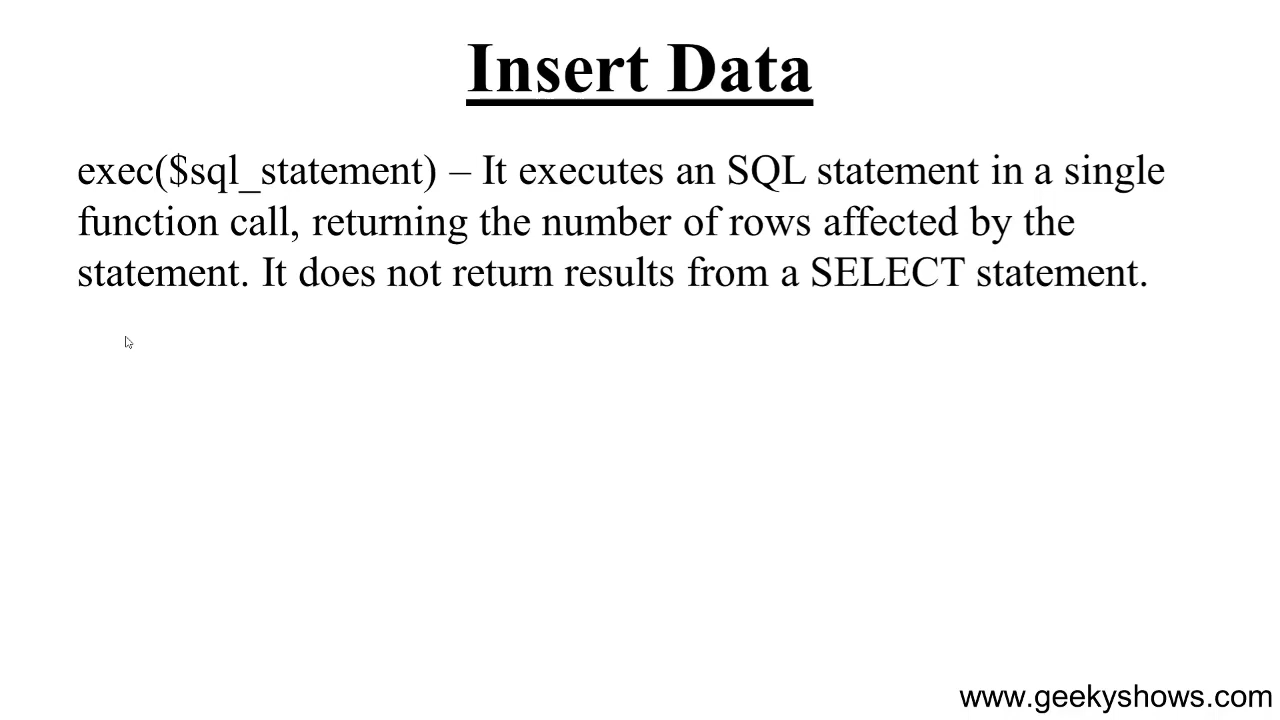 Insert Data
exec($sql_statement) – It executes an SQL statement in a single
function call, returning the number of rows affected by the
statement. It does not return results from a SELECT statement.
www.geekyshows.com